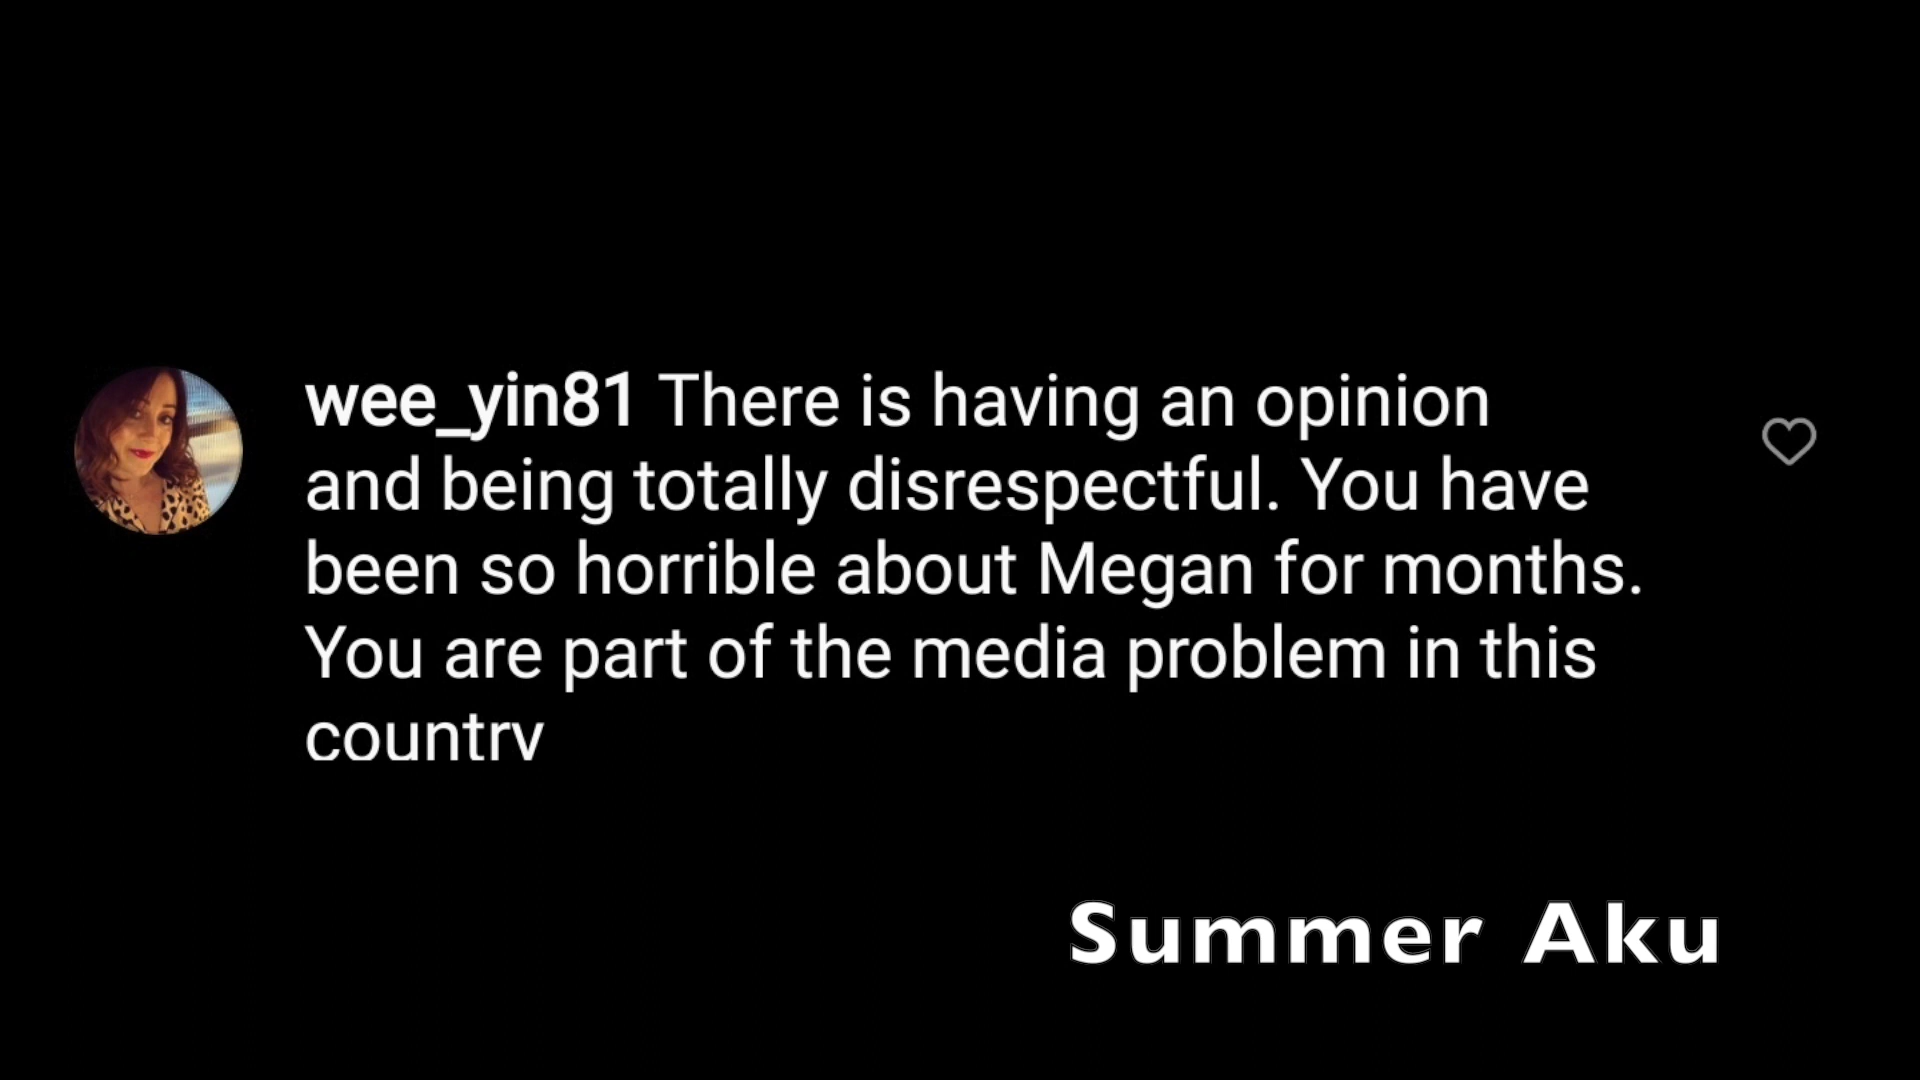 wee_yin81 There is having an opinion
and being totally disrespectful. You have
been so horrible about Megan for months.
You are part of the media problem in this
country
Summer Aku